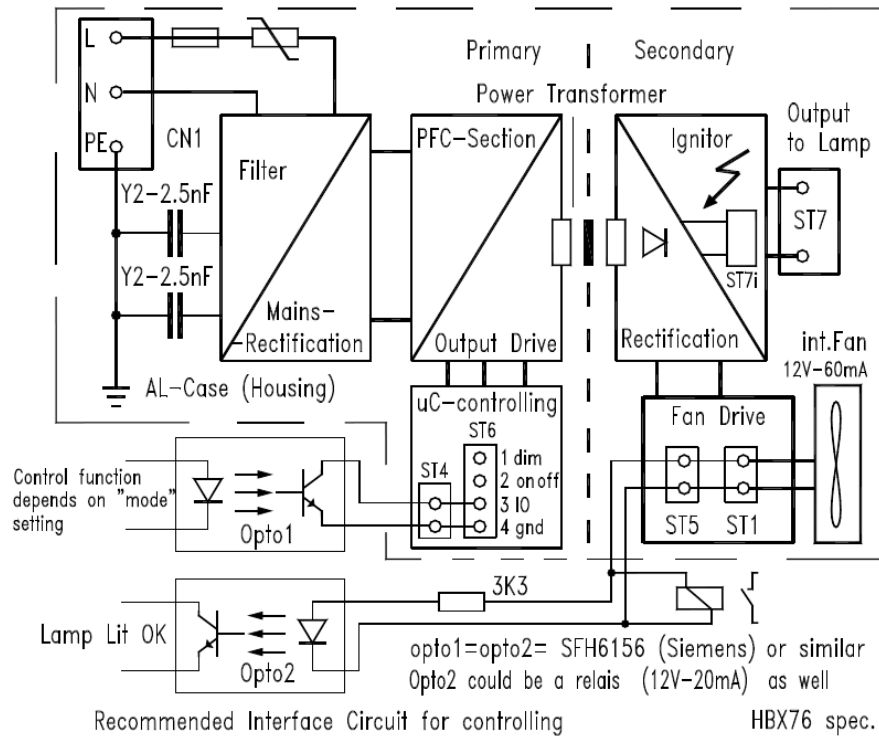 L
N
PE
CN1
Primary
Secondary
Power Transformer
Y2-2.5nF
Y2-2.5nF
Filter
Mains-
-Rectification
PFC-Section
Output Drive
Ignitor
ST7i
Rectification
Output
to Lamp
ST7
int.Fan
12V-60mA
AL-Case (Housing)
uC-controlling
ST6
ST4
1 dim
2 on off
3 IO
4 gnd
Fan Drive
ST5
ST1
Control function
depends on "mode"
setting
Opto1
3K3
Lamp Lit OK
Opto2
opto1=opto2= SFH6156 (Siemens) or similar
Opto2 could be a relais (12V-20mA) as well
Recommended Interface Circuit for controlling
HBX76 spec.